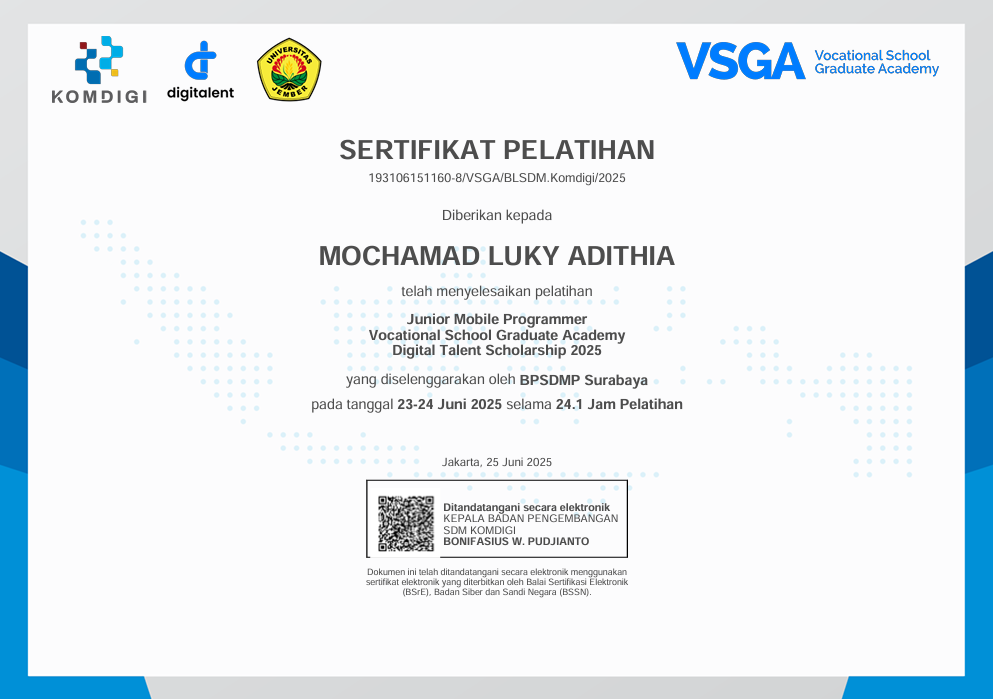 KOMDIGI
digitalent
UNIVERSITAS
JEMBER
VSGA
Vocational School
Graduate Academy
SERTIFIKAT PELATIHAN
193106151160-8/VSGA/BLSDM.Komdigi/2025
Diberikan kepada
MOCHAMAD LUKY ADITHIA
telah menyelesaikan pelatihan
Junior Mobile Programmer
Vocational School Graduate Academy
Digital Talent Scholarship 2025
yang diselenggarakan oleh BPSDMP Surabaya
pada tanggal 23-24 Juni 2025 selama 24.1 Jam Pelatihan
Jakarta, 25 Juni 2025
Ditandatangani secara elektronik
KEPALA BADAN PENGEMBANGAN
SDM KOMDIGI
BONIFASIUS W. PUDJIANTO
Dokumen ini telah ditandatangani secara elektronik menggunakan
sertifikat elektronik yang diterbitkan oleh Balai Sertifikasi Elektronik
(BSrE), Badan Siber dan Sandi Negara (BSSN).